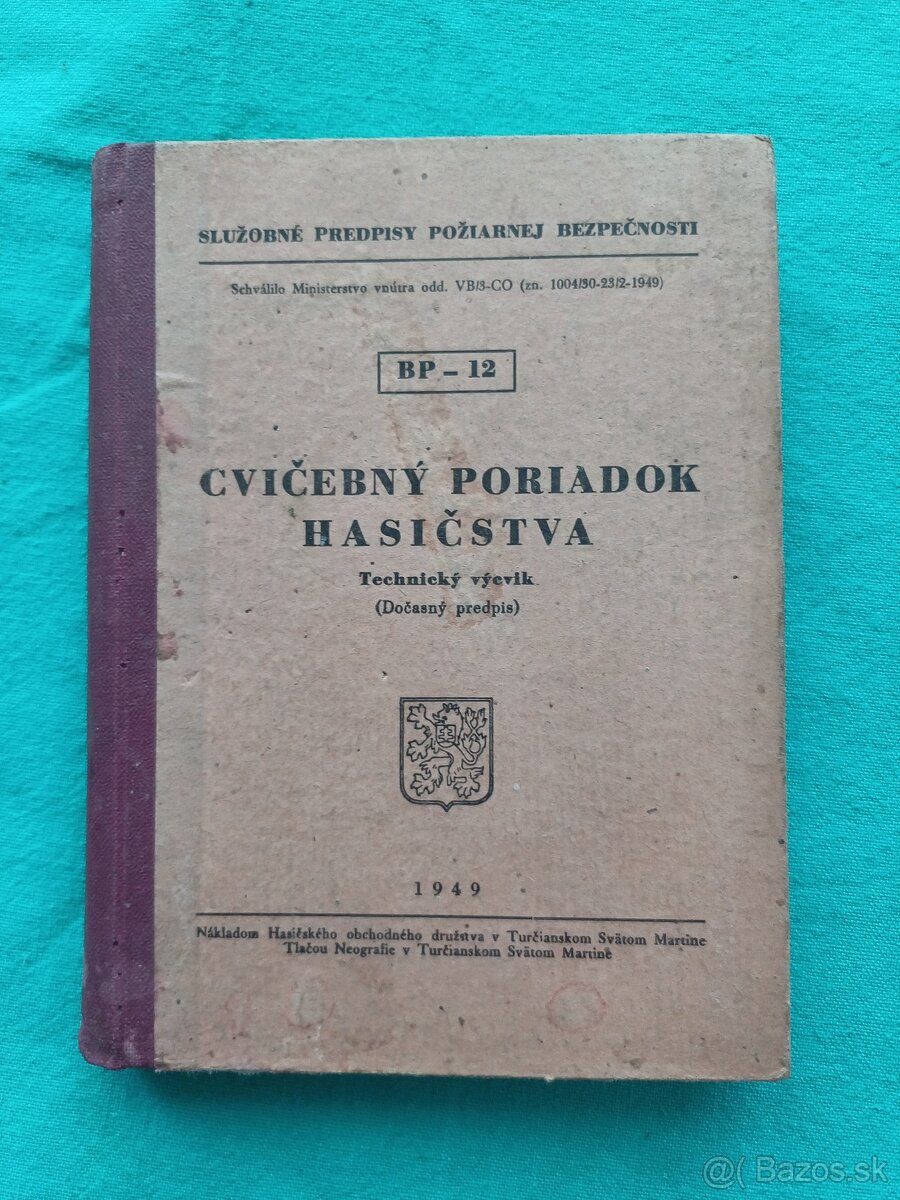 SLUŽOBNÉ PREDPISY POŽIARNEJ BEZPEČNOSTI
Schválilo Ministerstvo vnútra odd. VB/3-CO (zn. 1004/30-23/2-1949)
BP – 12
CVIČEBNÝ PORIADOK
HASIČSTVA
Technický výcvik
(Dočasný predpis)
1949
Nákladom Hasičského obchodného družstva v Turčianskom Svätom Martine
Tlačou Neografie v Turčianskom Svätom Martine
@( Bazos.sk